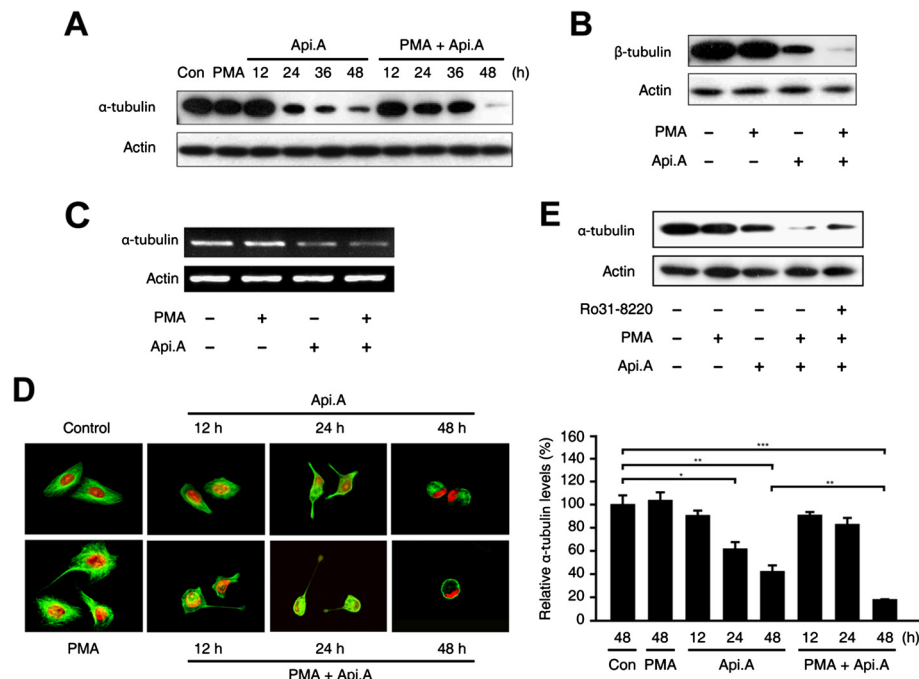 A
Api.A
PMA + Api.A
Con PMA 12 24 36 48 12 24 36 48 (h)
α-tubulin
Actin
B
β-tubulin
Actin
PMA – + – +
Api.A – – + +
C
α-tubulin
Actin
PMA – + – +
Api.A – – + +
E
α-tubulin
Actin
Ro31-8220 – – – – +
PMA – + – + +
Api.A – – + + +
D
Api.A
Control 12 h 24 h 48 h
PMA 12 h 24 h 48 h
PMA + Api.A
Relative α-tubulin levels (%)
160
140
120
100
80
60
40
20
0
***
**
*
**
48 48 12 24 48 12 24 48 (h)
Con PMA Api.A PMA + Api.A